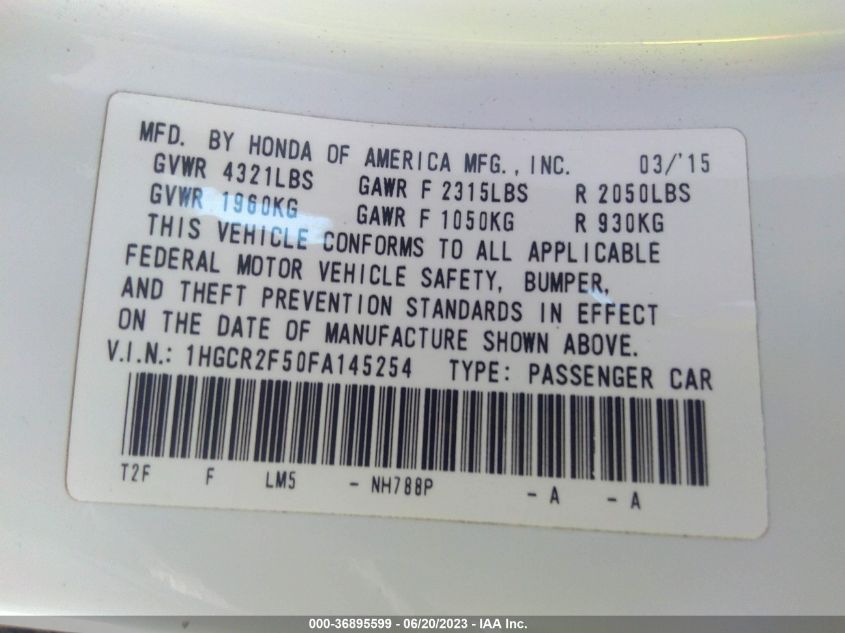 MFD. BY HONDA OF AMERICA MFG., INC. 03/'15
GVWR 4321LBS GAWR F 2315LBS R 2050LBS
GVWR 1960KG GAWR F 1050KG R 930KG
THIS VEHICLE CONFORMS TO ALL APPLICABLE
FEDERAL MOTOR VEHICLE SAFETY, BUMPER,
AND THEFT PREVENTION STANDARDS IN EFFECT
ON THE DATE OF MANUFACTURE SHOWN ABOVE.
V.I.N.: 1HGCR2F50FA145254 TYPE: PASSENGER CAR
T2F F LM5 - NH788P - A - A
000-36895599 - 06/20/2023 - IAA Inc.